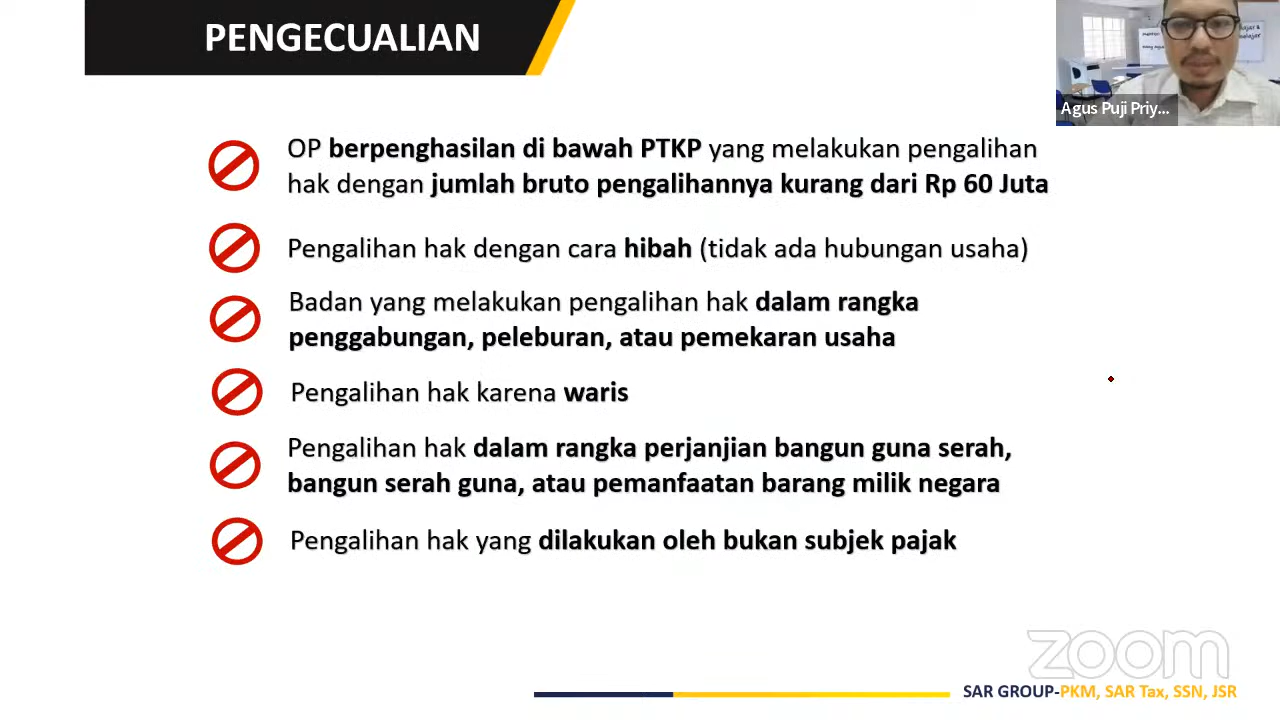 PENGECUALIAN
Agus Puji Priy...
OP berpenghasilan di bawah PTKP yang melakukan pengalihan
hak dengan jumlah bruto pengalihannya kurang dari Rp 60 Juta
Pengalihan hak dengan cara hibah (tidak ada hubungan usaha)
Badan yang melakukan pengalihan hak dalam rangka
penggabungan, peleburan, atau pemekaran usaha
Pengalihan hak karena waris
Pengalihan hak dalam rangka perjanjian bangun guna serah,
bangun serah guna, atau pemanfaatan barang milik negara
Pengalihan hak yang dilakukan oleh bukan subjek pajak
zoom
SAR GROUP-PKM, SAR Tax, SSN, JSR